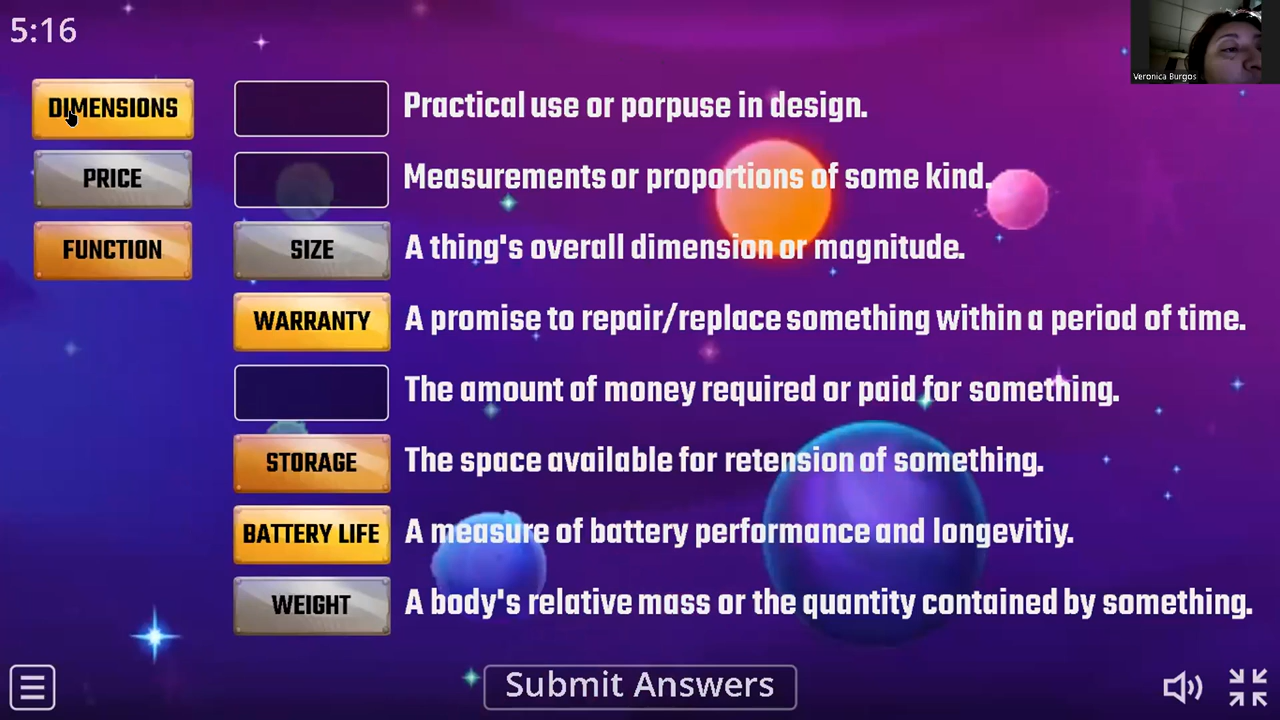 5:16
Veronica Burgos
DIMENSIONS
Practical use or porpuse in design.
PRICE
Measurements or proportions of some kind.
FUNCTION
SIZE
A thing's overall dimension or magnitude.
WARRANTY
A promise to repair/replace something within a period of time.
The amount of money required or paid for something.
STORAGE
The space available for retension of something.
BATTERY LIFE
A measure of battery performance and longevitiy.
WEIGHT
A body's relative mass or the quantity contained by something.
Submit Answers